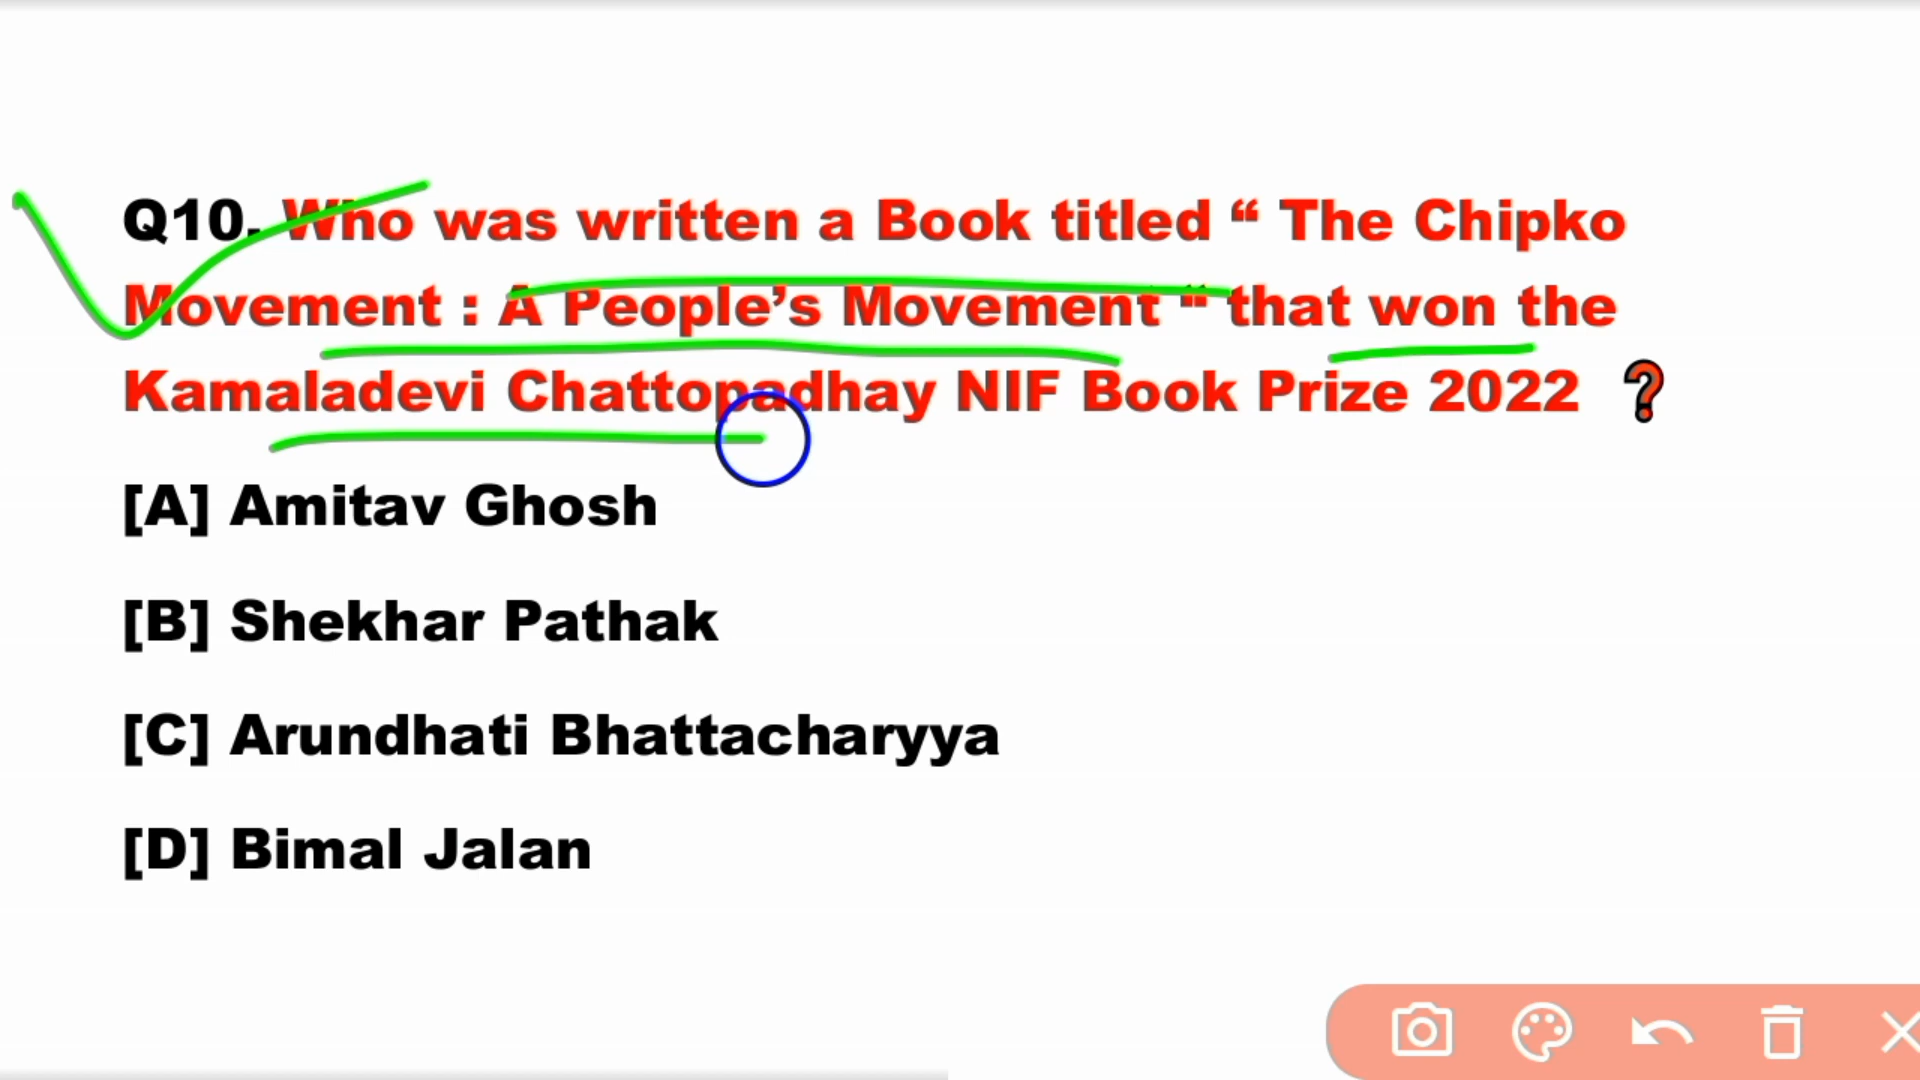 Q10. Who was written a Book titled “ The Chipko
Movement : A People’s Movement “ that won the
Kamaladevi Chattopadhay NIF Book Prize 2022 ❓
[A] Amitav Ghosh
[B] Shekhar Pathak
[C] Arundhati Bhattacharyya
[D] Bimal Jalan